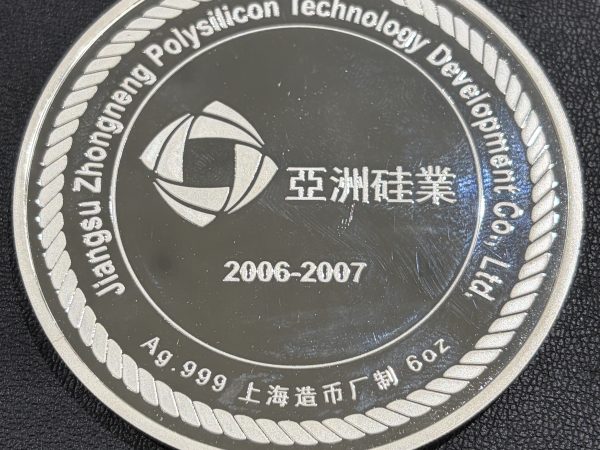 Jiangsu Zhongneng Polysilicon Technology Development Co., Ltd.
亞洲硅業
2006-2007
Ag.999 上海造币厂制 6oz